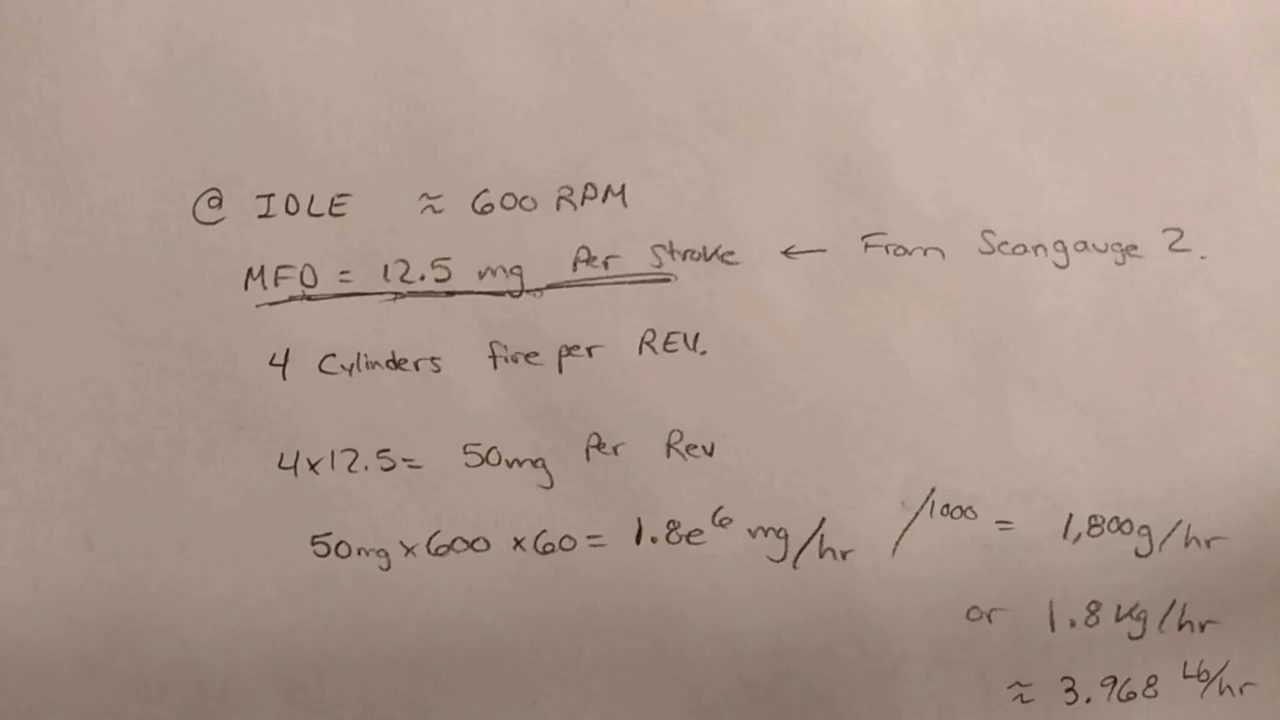 @ IDLE ≈ 600 RPM
MFD = 12.5 mg Per Stroke ← From Scangauge 2.
4 Cylinders fire per REV.
4x12.5= 50mg Per Rev
50mg x 600 x 60 = 1.8e⁶ mg/hr /1000 = 1,800g/hr
or 1.8 kg/hr
≈ 3.968 Lb/hr